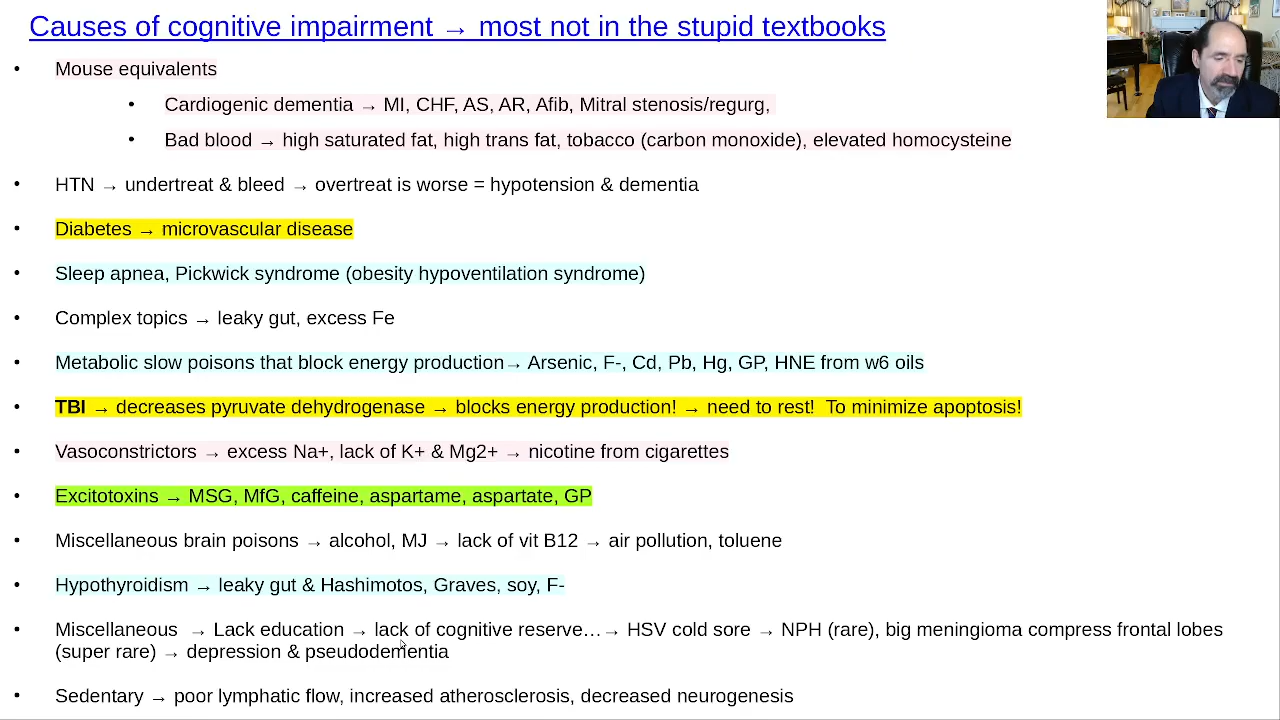 Causes of cognitive impairment → most not in the stupid textbooks
• Mouse equivalents
• Cardiogenic dementia → MI, CHF, AS, AR, Afib, Mitral stenosis/regurg,
• Bad blood → high saturated fat, high trans fat, tobacco (carbon monoxide), elevated homocysteine
• HTN → undertreat & bleed → overtreat is worse = hypotension & dementia
• Diabetes → microvascular disease
• Sleep apnea, Pickwick syndrome (obesity hypoventilation syndrome)
• Complex topics → leaky gut, excess Fe
• Metabolic slow poisons that block energy production→ Arsenic, F-, Cd, Pb, Hg, GP, HNE from w6 oils
• TBI → decreases pyruvate dehydrogenase → blocks energy production! → need to rest!  To minimize apoptosis!
• Vasoconstrictors → excess Na+, lack of K+ & Mg2+ → nicotine from cigarettes
• Excitotoxins → MSG, MfG, caffeine, aspartame, aspartate, GP
• Miscellaneous brain poisons → alcohol, MJ → lack of vit B12 → air pollution, toluene
• Hypothyroidism → leaky gut & Hashimotos, Graves, soy, F-
• Miscellaneous  → Lack education → lack of cognitive reserve…→ HSV cold sore → NPH (rare), big meningioma compress frontal lobes
(super rare) → depression & pseudodementia
• Sedentary → poor lymphatic flow, increased atherosclerosis, decreased neurogenesis